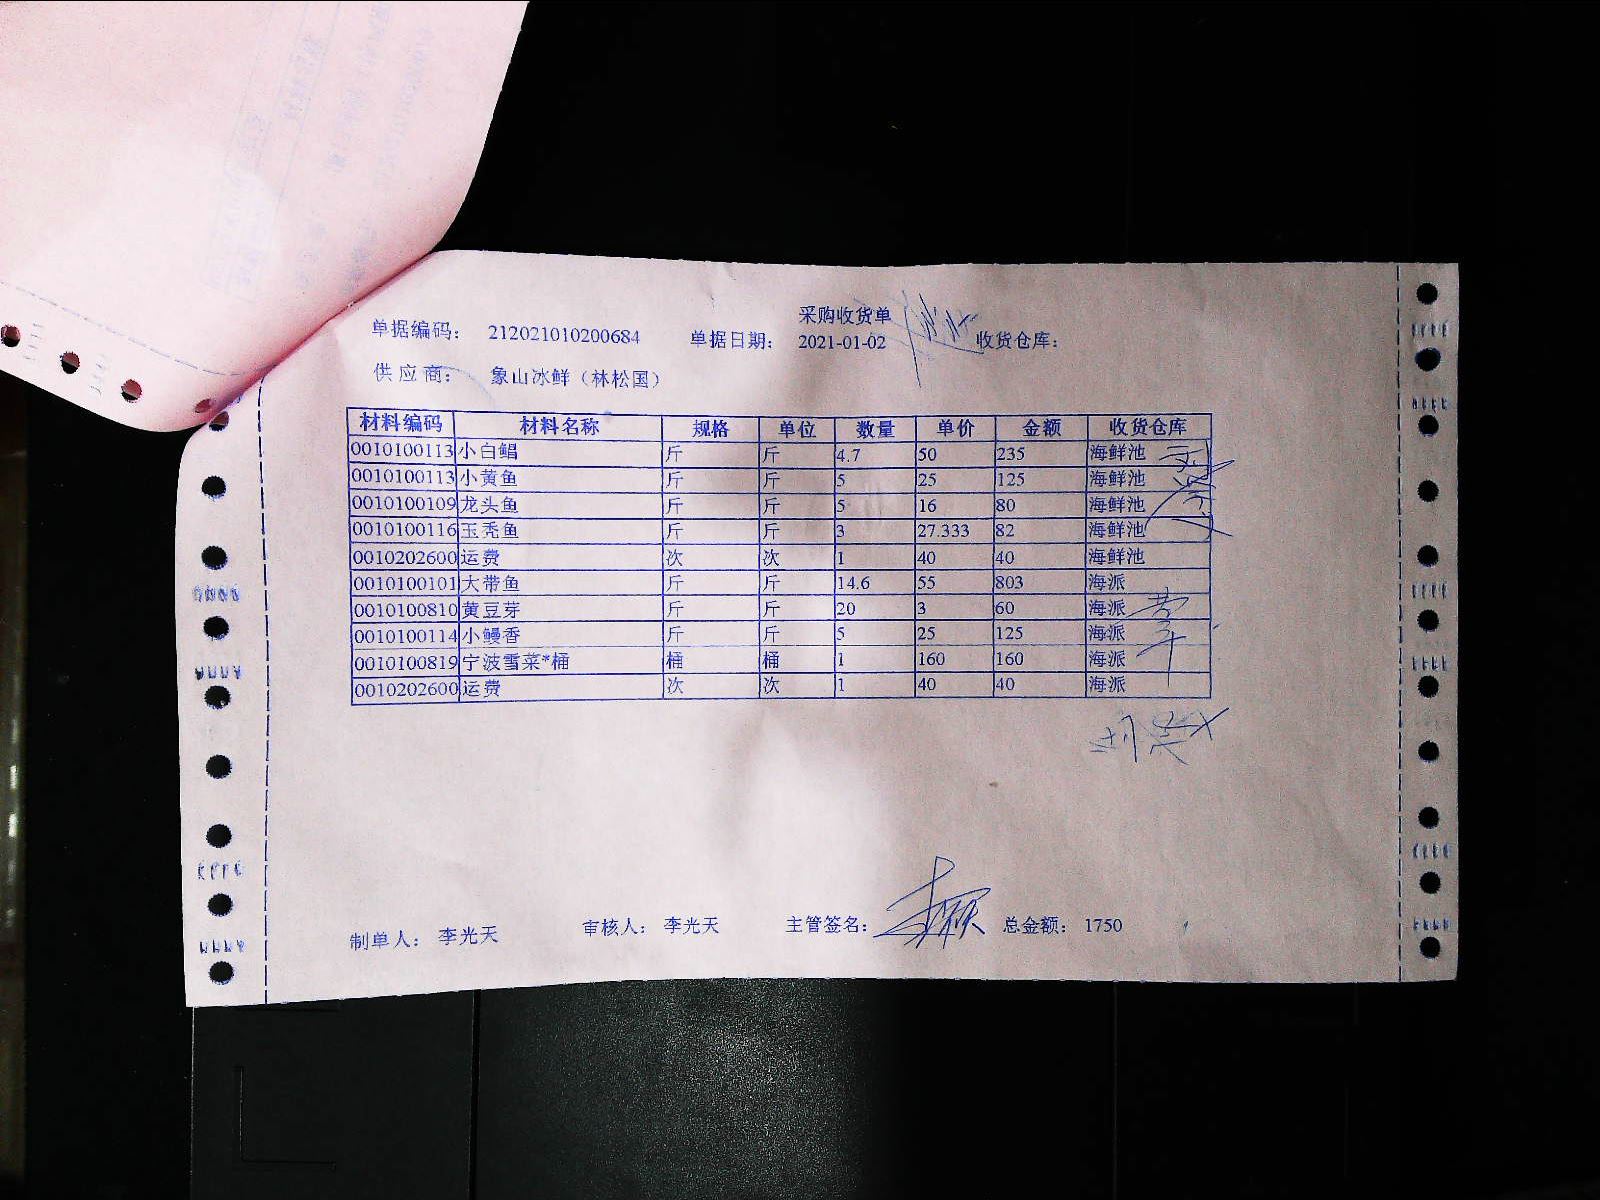 采购收货单
单据编码： 212021010200684 单据日期： 2021-01-02 收货仓库：
供应商： 象山冰鲜（林松国）
材料编码 材料名称 规格 单位 数量 单价 金额 收货仓库
0010100113 小白鲳 斤 斤 4.7 50 235 海鲜池
0010100113 小黄鱼 斤 斤 5 25 125 海鲜池
0010100109 龙头鱼 斤 斤 5 16 80 海鲜池
0010100116 玉秃鱼 斤 斤 3 27.333 82 海鲜池
0010202600 运费 次 次 1 40 40 海鲜池
0010100101 大带鱼 斤 斤 14.6 55 803 海派
0010100810 黄豆芽 斤 斤 20 3 60 海派
0010100114 小鳗香 斤 斤 5 25 125 海派
0010100819 宁波雪菜*桶 桶 桶 1 160 160 海派
0010202600 运费 次 次 1 40 40 海派
制单人： 李光天 审核人： 李光天 主管签名： 总金额： 1750